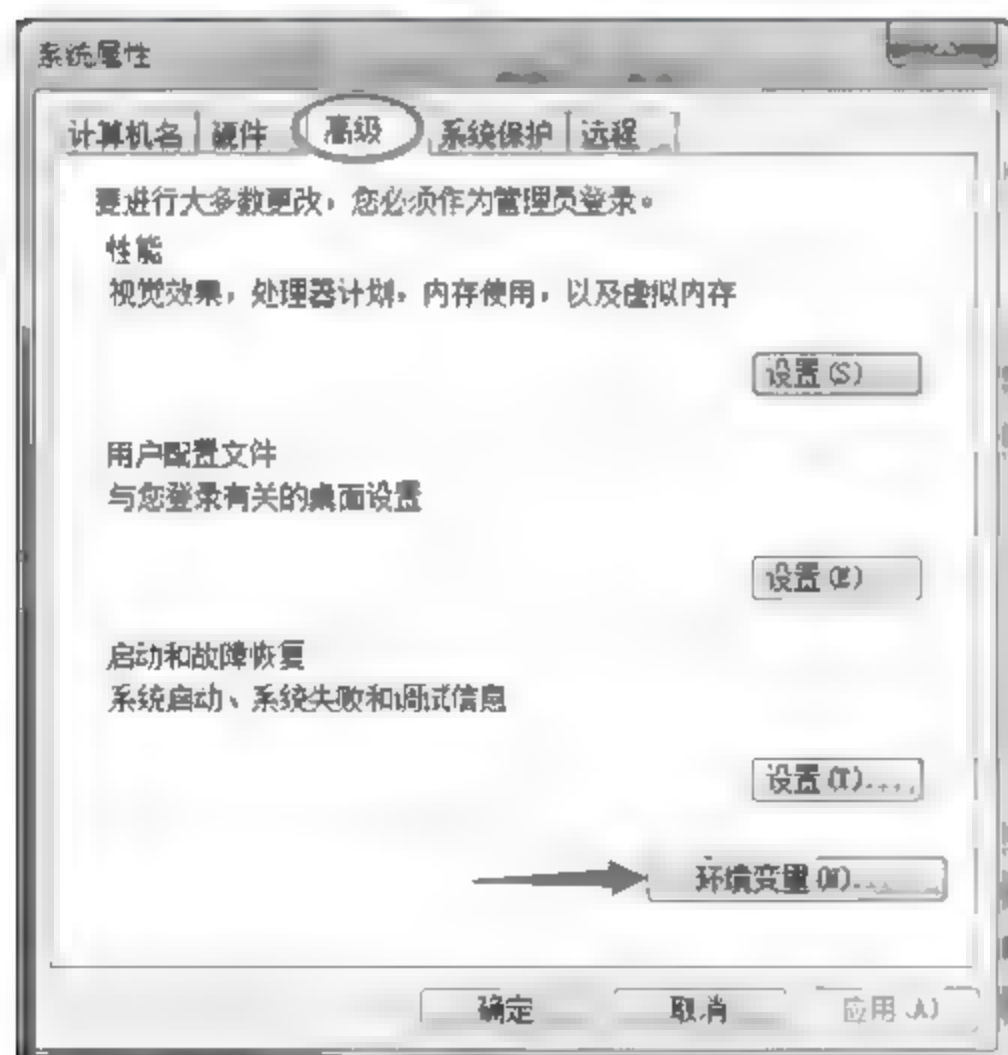 系统属性
计算机名 硬件 高级 系统保护 远程
要进行大多数更改，您必须作为管理员登录。
性能
视觉效果，处理器计划，内存使用，以及虚拟内存
设置(S)
用户配置文件
与您登录有关的桌面设置
设置(E)
启动和故障恢复
系统启动、系统失败和调试信息
设置(T)....
环境变量(N)...
确定 取消 应用(A)